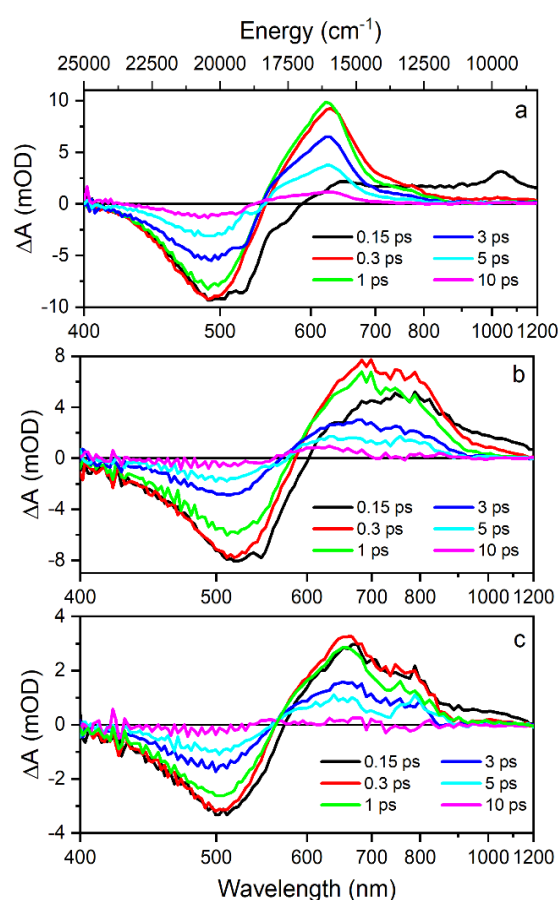 Energy (cm⁻¹)
25000 22500 20000 17500 15000 12500 10000
a
10
5
0
-5
-10
ΔA (mOD)
0.15 ps 3 ps
0.3 ps 5 ps
1 ps 10 ps
400 500 600 700 800 1000 1200
b
8
4
0
-4
-8
ΔA (mOD)
0.15 ps 3 ps
0.3 ps 5 ps
1 ps 10 ps
400 500 600 700 800 1000 1200
c
4
2
0
-2
-4
ΔA (mOD)
0.15 ps 3 ps
0.3 ps 5 ps
1 ps 10 ps
400 500 600 700 800 1000 1200
Wavelength (nm)